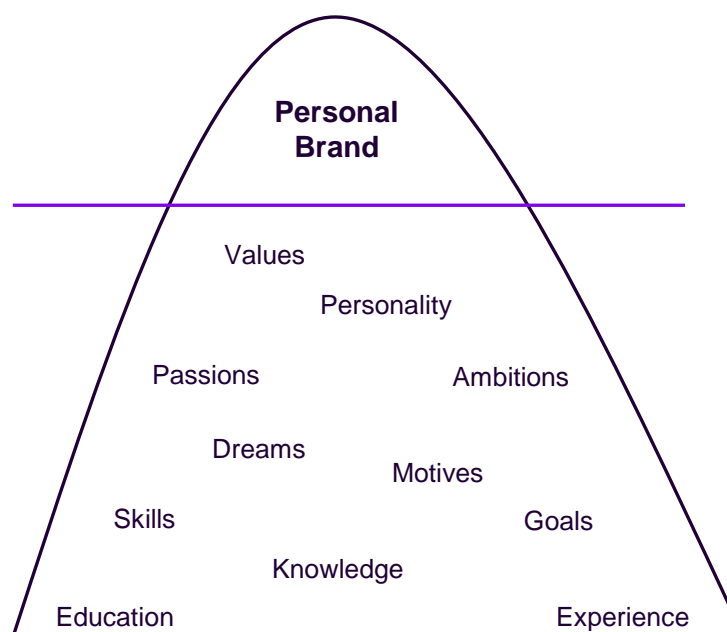 Personal
Brand
Values
Personality
Passions
Ambitions
Dreams
Motives
Skills
Goals
Knowledge
Education
Experience